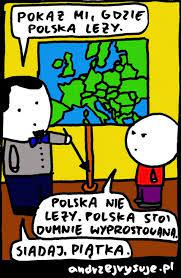 POKAŻ MI, GDZIE
POLSKA LEŻY.
POLSKA NIE
LEŻY. POLSKA STOI
DUMNIE WYPROSTOWANA.
SIADAJ. PIĄTKA.
andrzejrysuje.pl